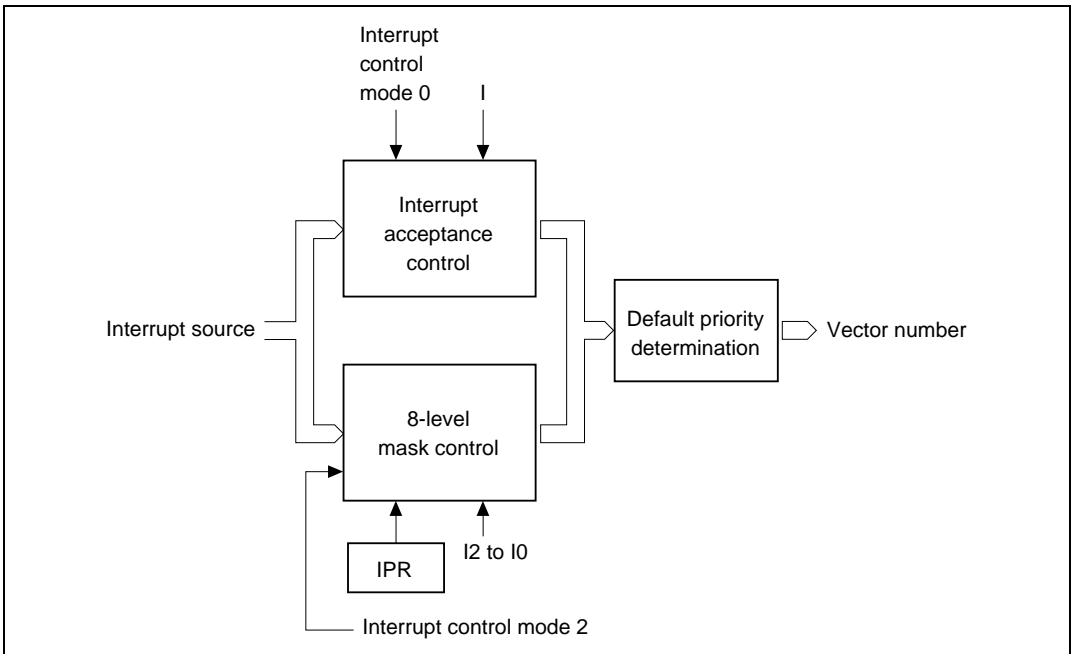 Interrupt
control
mode 0
I
Interrupt
acceptance
control
Interrupt source
Default priority
determination
Vector number
8-level
mask control
I2 to I0
IPR
Interrupt control mode 2